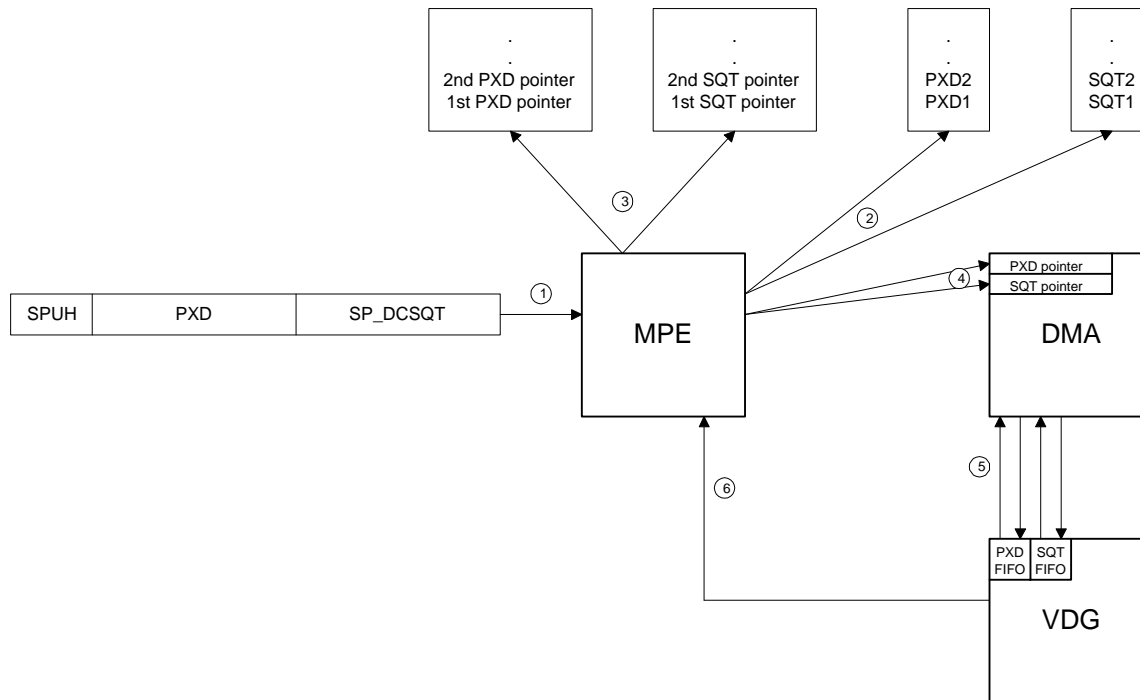 .
.
2nd PXD pointer
1st PXD pointer
.
.
2nd SQT pointer
1st SQT pointer
.
.
PXD2
PXD1
.
.
SQT2
SQT1
3
2
SPUH
PXD
SP_DCSQT
1
MPE
4
PXD pointer
SQT pointer
DMA
6
5
PXD
FIFO
SQT
FIFO
VDG